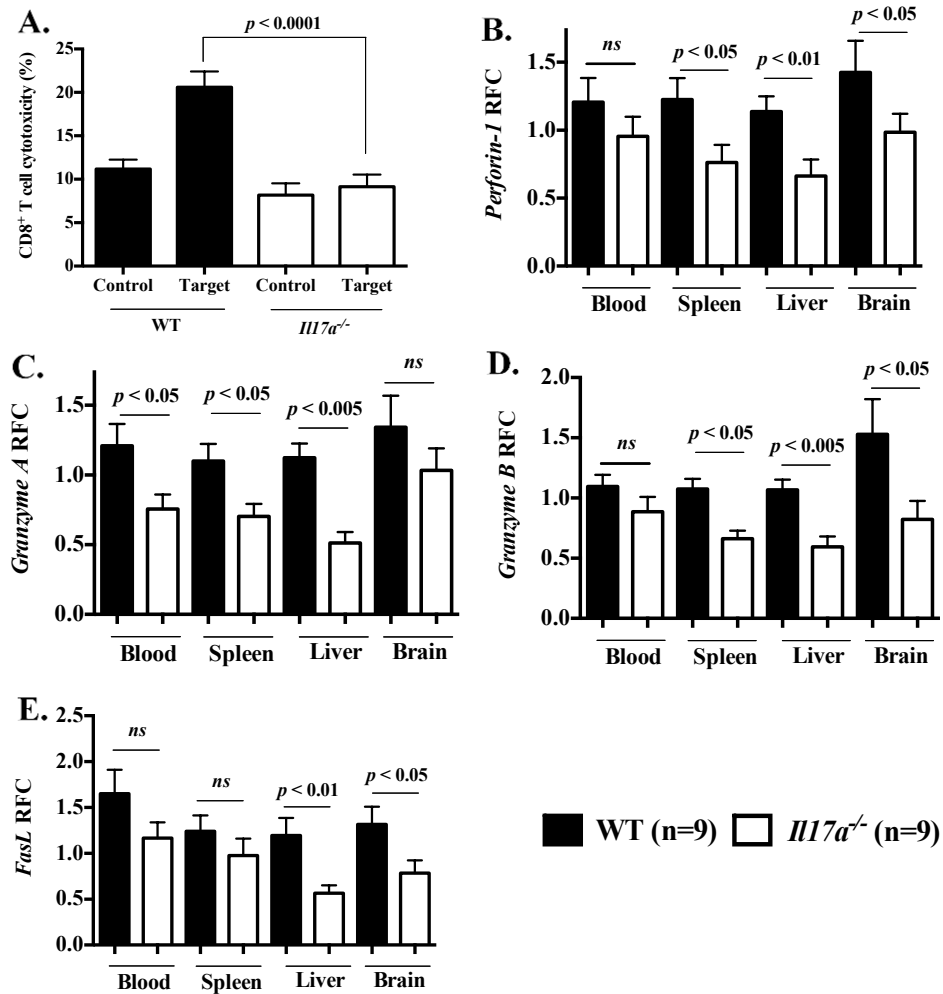 A.
CD8⁺ T cell cytotoxicity (%)
p < 0.0001
25
20
15
10
5
0
Control Target Control Target
WT Il17a⁻/⁻
B.
Perforin-1 RFC
ns
p < 0.05
p < 0.01
p < 0.05
1.5
1.0
0.5
0.0
Blood Spleen Liver Brain
C.
Granzyme A RFC
p < 0.05
p < 0.05
p < 0.005
ns
1.5
1.0
0.5
0.0
Blood Spleen Liver Brain
D.
Granzyme B RFC
ns
p < 0.05
p < 0.005
p < 0.05
2.0
1.5
1.0
0.5
0.0
Blood Spleen Liver Brain
E.
FasL RFC
ns
ns
p < 0.01
p < 0.05
2.5
2.0
1.5
1.0
0.5
0.0
Blood Spleen Liver Brain
WT (n=9) Il17a⁻/⁻ (n=9)